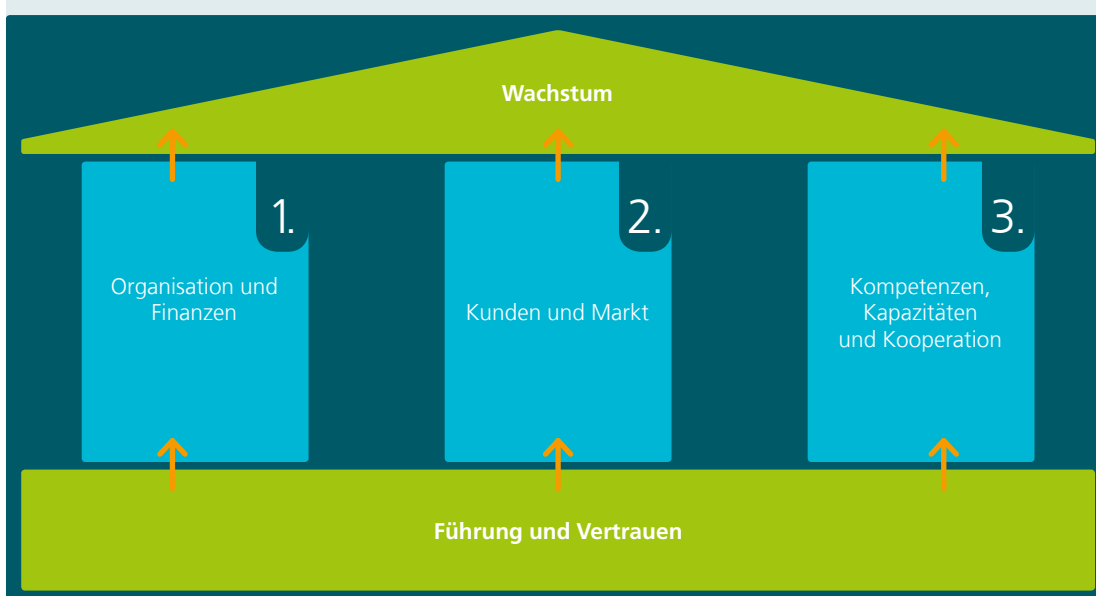 Wachstum
1.
Organisation und
Finanzen
2.
Kunden und Markt
3.
Kompetenzen,
Kapazitäten
und Kooperation
Führung und Vertrauen